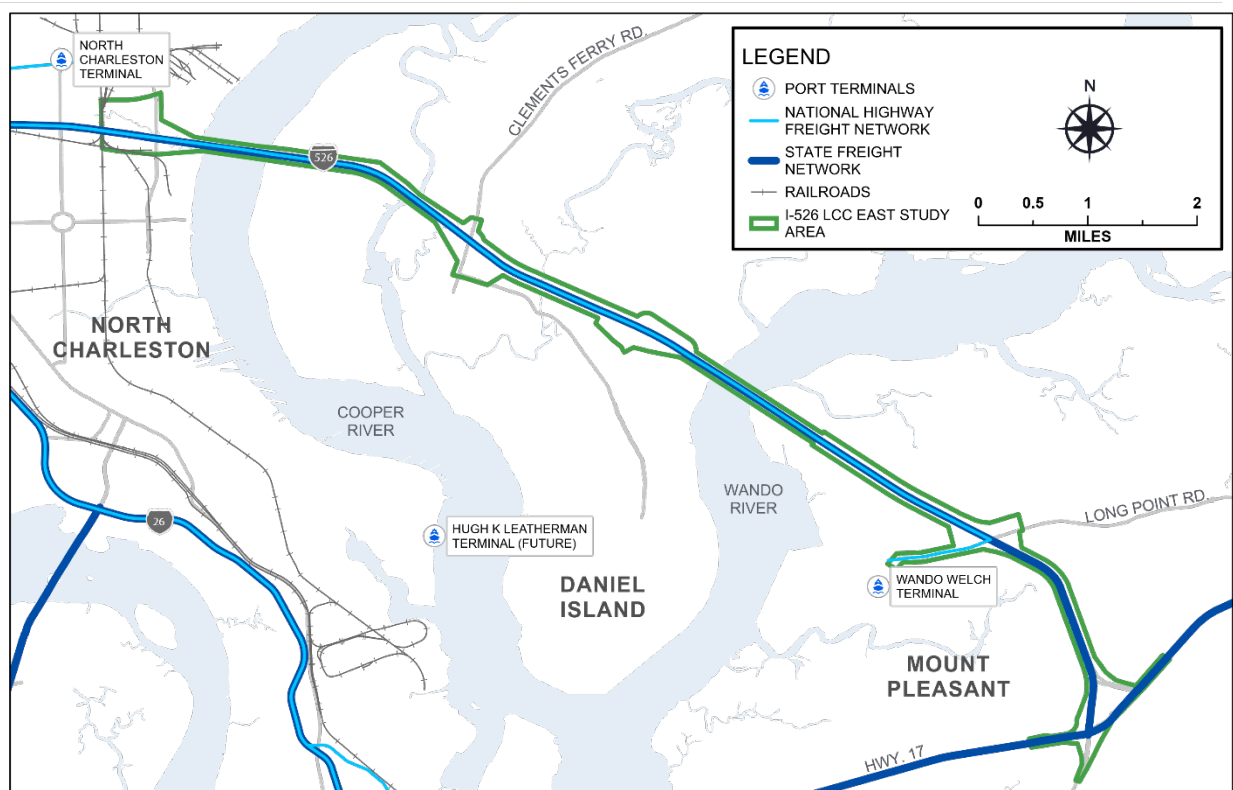 NORTH
CHARLESTON
TERMINAL
CLEMENTS FERRY RD.
LEGEND
PORT TERMINALS
NATIONAL HIGHWAY
FREIGHT NETWORK
STATE FREIGHT
NETWORK
RAILROADS
I-526 LCC EAST STUDY
AREA
N
0 0.5 1 2
MILES
526
NORTH
CHARLESTON
COOPER
RIVER
WANDO
RIVER
LONG POINT RD.
26
HUGH K LEATHERMAN
TERMINAL (FUTURE)
DANIEL
ISLAND
WANDO WELCH
TERMINAL
MOUNT
PLEASANT
HWY. 17